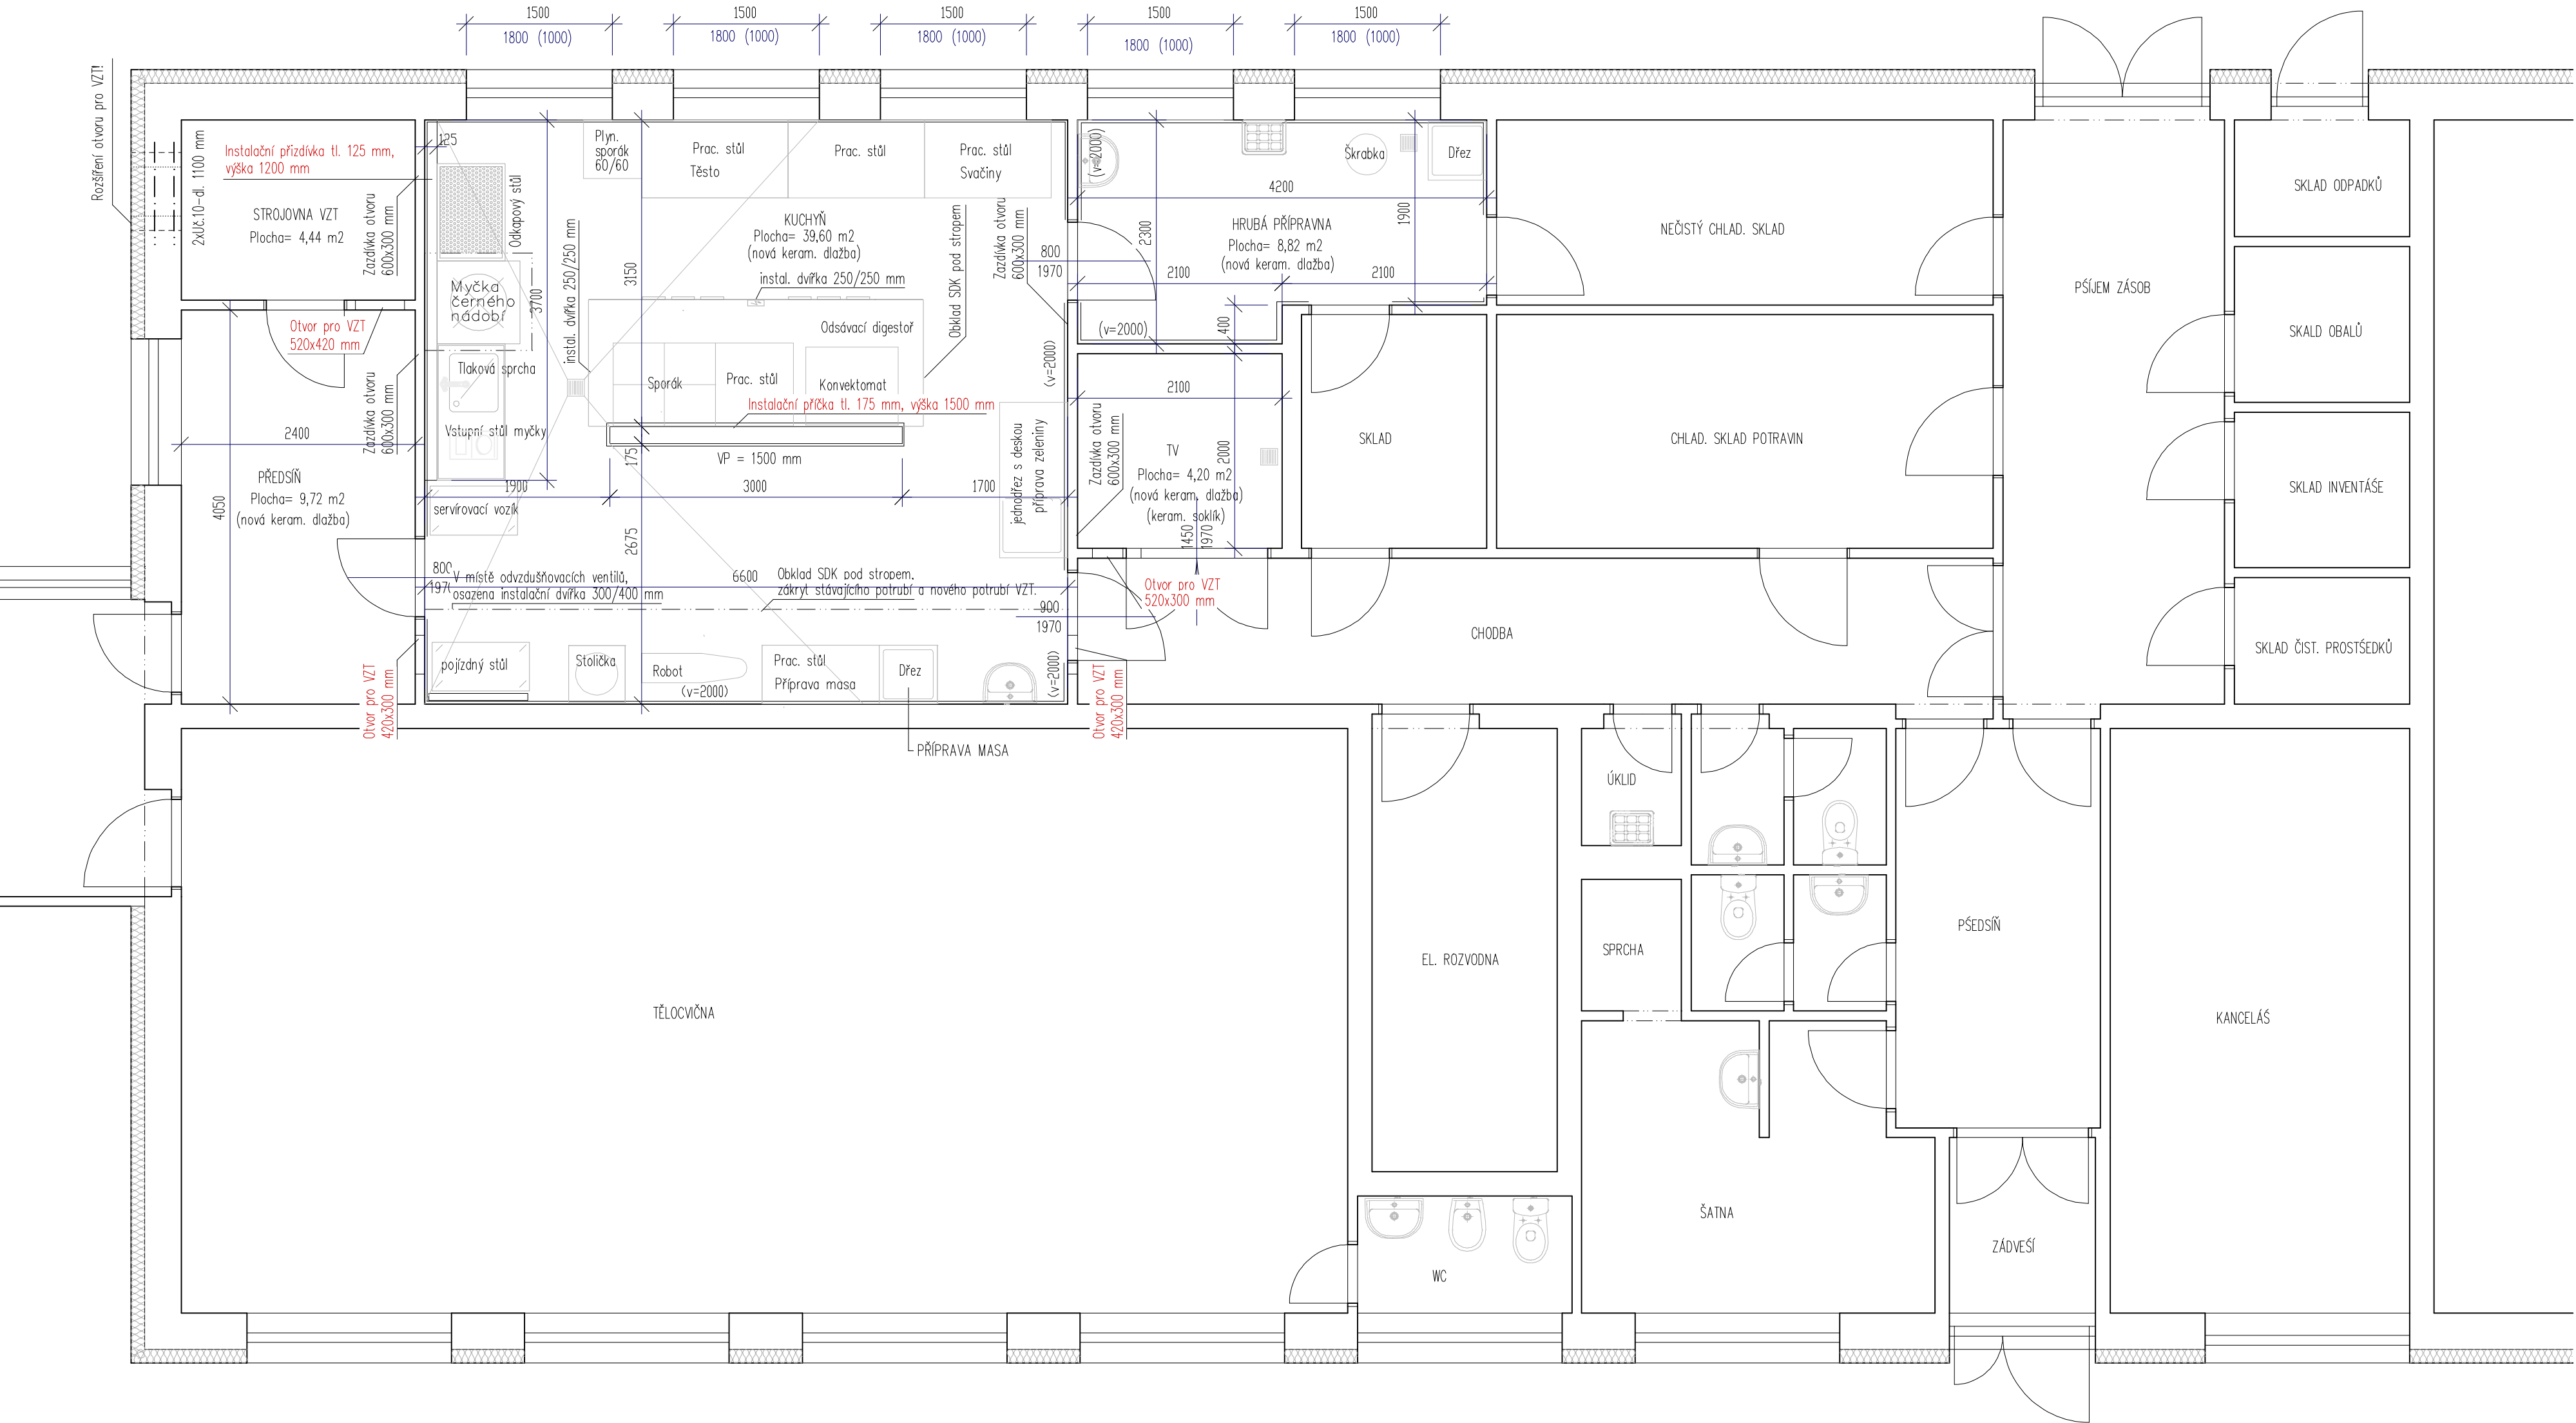 1500
1800 (1000)
1500
1800 (1000)
1500
1800 (1000)
1500
1800 (1000)
1500
1800 (1000)
Rozšíření otvoru pro VZT!
2xUč.10-dl. 1100 mm
Instalační přizdívka tl. 125 mm,
výška 1200 mm
STROJOVNA VZT
Plocha= 4,44 m2
Zazdívka otvoru
600x300 mm
125
Odkapový stůl
Plyn.
sporák
60/60
Prac. stůl
Těsto
Prac. stůl
Prac. stůl
Svačiny
KUCHYŇ
Plocha= 39,60 m2
(nová keram. dlažba)
instal. dvířka 250/250 mm
instal. dvířka 250/250 mm
3150
3700
Myčka
černého
nádobí
Odsávací digestoř
Obklad SDK pod stropem
Zazdívka otvoru
600x300 mm
800
1970
(v=2000)
Škrabka
Dřez
4200
HRUBÁ PŘÍPRAVNA
Plocha= 8,82 m2
(nová keram. dlažba)
2300
1900
2100
2100
(v=2000)
400
NEČISTÝ CHLAD. SKLAD
PŠÍJEM ZÁSOB
SKLAD ODPADKŮ
SKALD OBALŮ
SKLAD INVENTÁŠE
SKLAD ČIST. PROSTŠEDKŮ
Otvor pro VZT
520x420 mm
Zazdívka otvoru
600x300 mm
Tlaková sprcha
Vstupní stůl myčky
Sporák
Prac. stůl
Konvektomat
Instalační příčka tl. 175 mm, výška 1500 mm
VP = 1500 mm
175
(v=2000)
jednodřez s deskou
příprava zeleniny
2100
Zazdívka otvoru
600x300 mm
TV
Plocha= 4,20 m2
(nová keram. dlažba)
(keram. soklík)
2000
1450
1970
SKLAD
CHLAD. SKLAD POTRAVIN
2400
PŘEDSÍŇ
Plocha= 9,72 m2
(nová keram. dlažba)
4050
1900
3000
1700
servírovací vozík
2675
800
1970
V místě odvzdušňovacích ventilů,
osazena instalační dvířka 300/400 mm
6600
Obklad SDK pod stropem,
zákryt stávajícího potrubí a nového potrubí VZT.
900
1970
Otvor pro VZT
520x300 mm
CHODBA
Otvor pro VZT
420x300 mm
pojízdný stůl
Stolička
Robot
(v=2000)
Prac. stůl
Příprava masa
Dřez
(v=2000)
Otvor pro VZT
420x300 mm
PŘÍPRAVA MASA
ÚKLID
TĚLOCVIČNA
EL. ROZVODNA
SPRCHA
PŠEDSÍŇ
KANCELÁŠ
ŠATNA
ZÁDVEŠÍ
WC